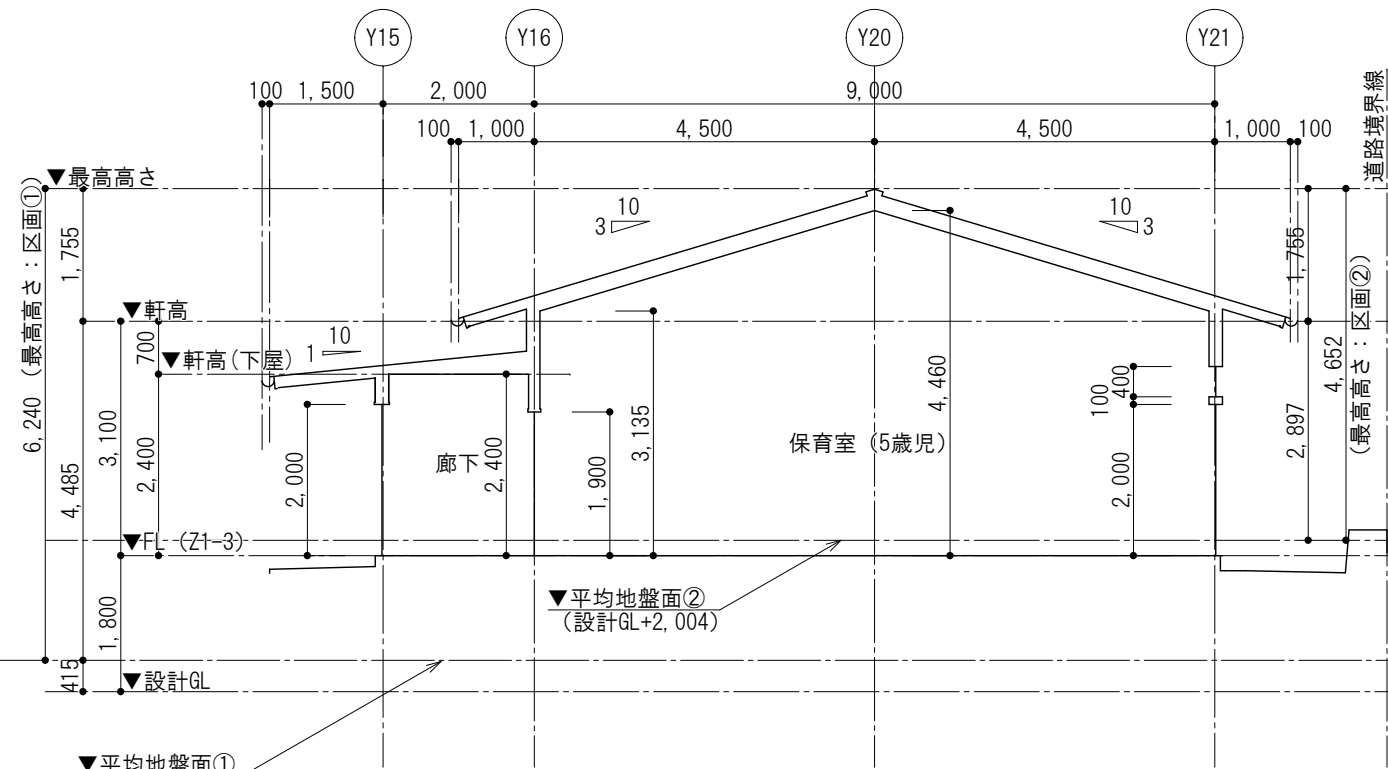 Y15
Y16
Y20
Y21
100
1,500
2,000
9,000
100
1,000
4,500
4,500
1,000
100
道路境界線
▼最高高さ
6,240 (最高高さ：区画①)
1,755
10
3
10
3
1,755
▼軒高
700
10
1
▼軒高(下屋)
4,485
3,100
2,400
2,000
廊下
2,400
1,900
3,135
4,460
保育室 (5歳児)
400
100
2,000
2,897
4,652
(最高高さ：区画②)
▼FL (Z1-3)
▼平均地盤面②
(設計GL+2,004)
1,800
415
▼設計GL
▼平均地盤面①